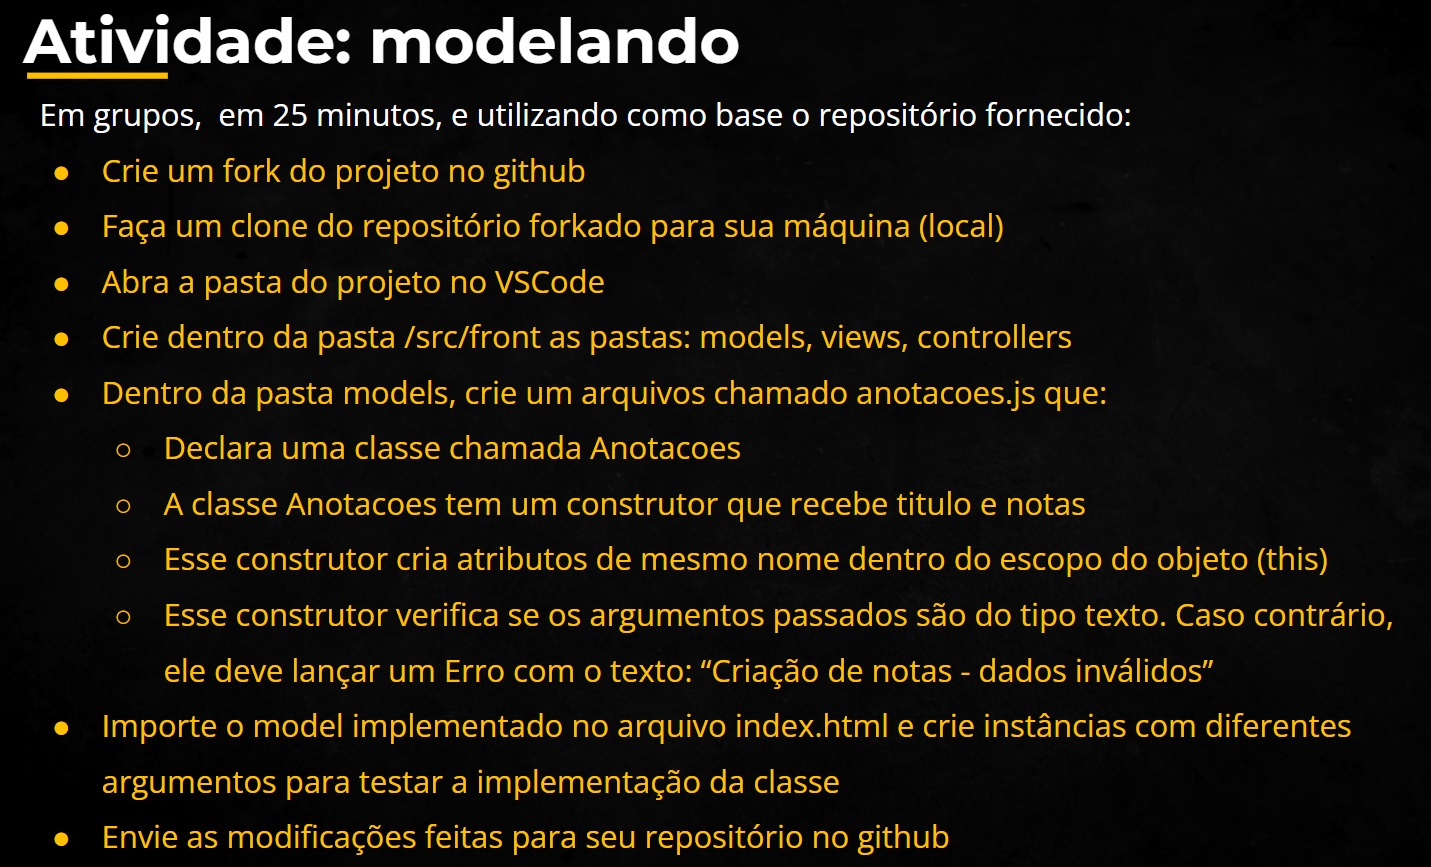 Atividade: modelando
Em grupos,  em 25 minutos, e utilizando como base o repositório fornecido:
● Crie um fork do projeto no github
● Faça um clone do repositório forkado para sua máquina (local)
● Abra a pasta do projeto no VSCode
● Crie dentro da pasta /src/front as pastas: models, views, controllers
● Dentro da pasta models, crie um arquivos chamado anotacoes.js que:
○ Declara uma classe chamada Anotacoes
○ A classe Anotacoes tem um construtor que recebe titulo e notas
○ Esse construtor cria atributos de mesmo nome dentro do escopo do objeto (this)
○ Esse construtor verifica se os argumentos passados são do tipo texto. Caso contrário,
ele deve lançar um Erro com o texto: “Criação de notas - dados inválidos”
● Importe o model implementado no arquivo index.html e crie instâncias com diferentes
argumentos para testar a implementação da classe
● Envie as modificações feitas para seu repositório no github